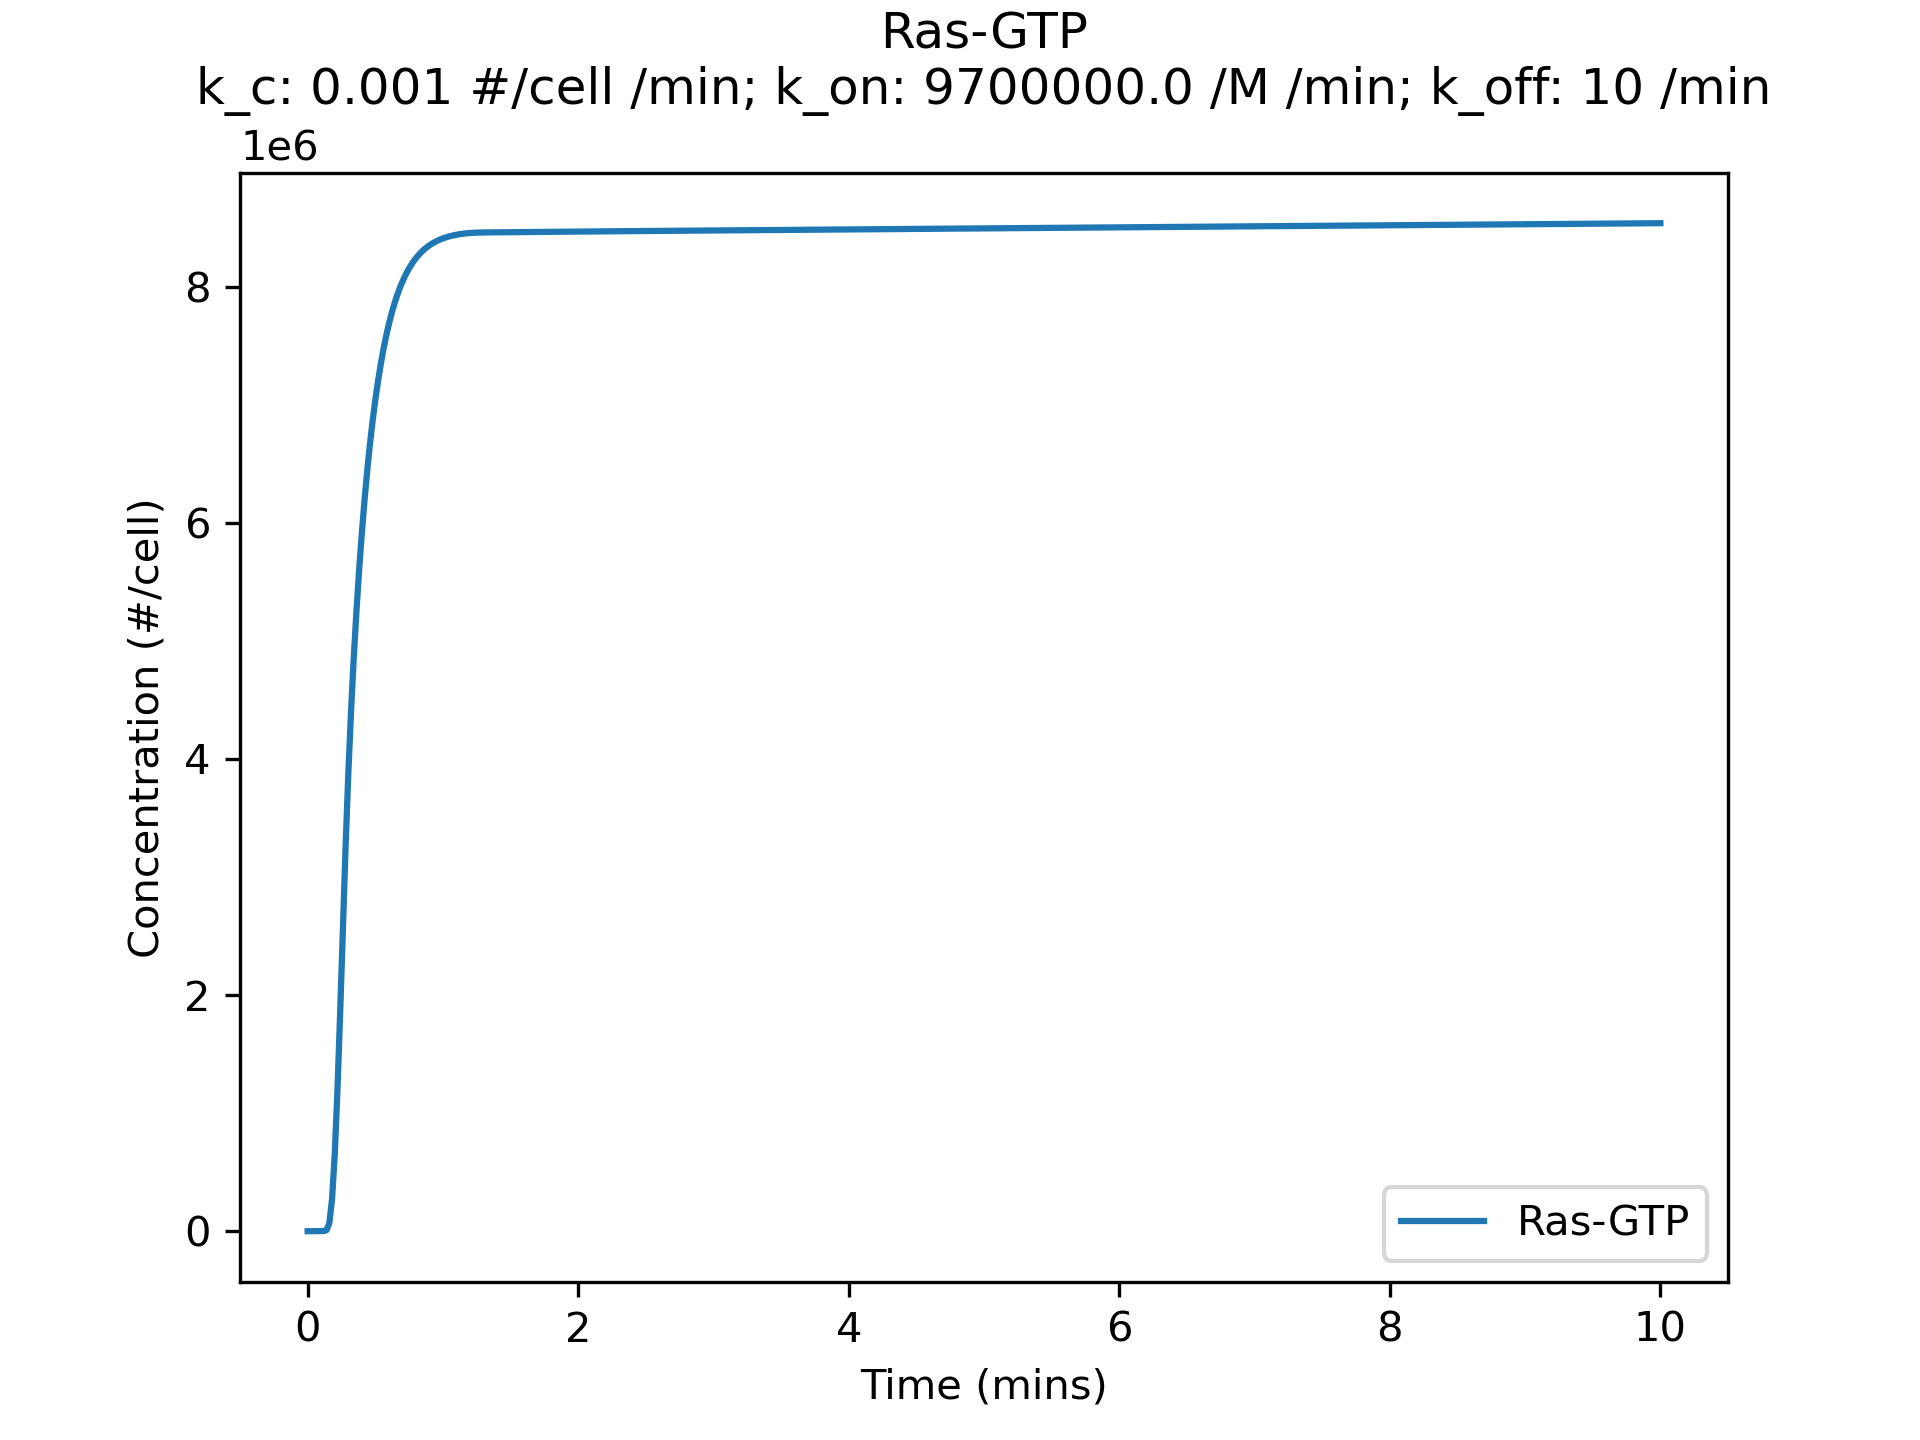 Ras-GTP
k_c: 0.001 #/cell /min; k_on: 9700000.0 /M /min; k_off: 10 /min
1e6
8
6
4
2
0
Concentration (#/cell)
Ras-GTP
0 2 4 6 8 10
Time (mins)